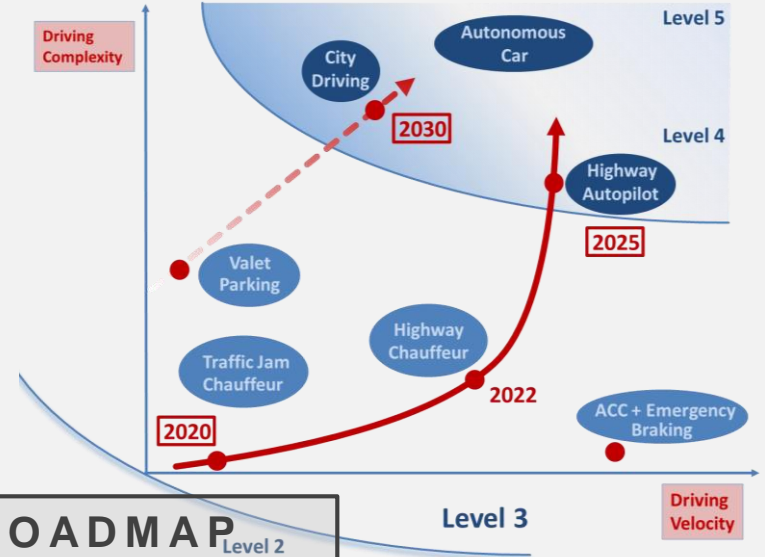 Driving
Complexity
Level 5
Autonomous
Car
City
Driving
2030
Level 4
Highway
Autopilot
2025
Valet
Parking
Highway
Chauffeur
Traffic Jam
Chauffeur
2022
ACC + Emergency
Braking
2020
Driving
Velocity
Level 3
OADMAP
Level 2